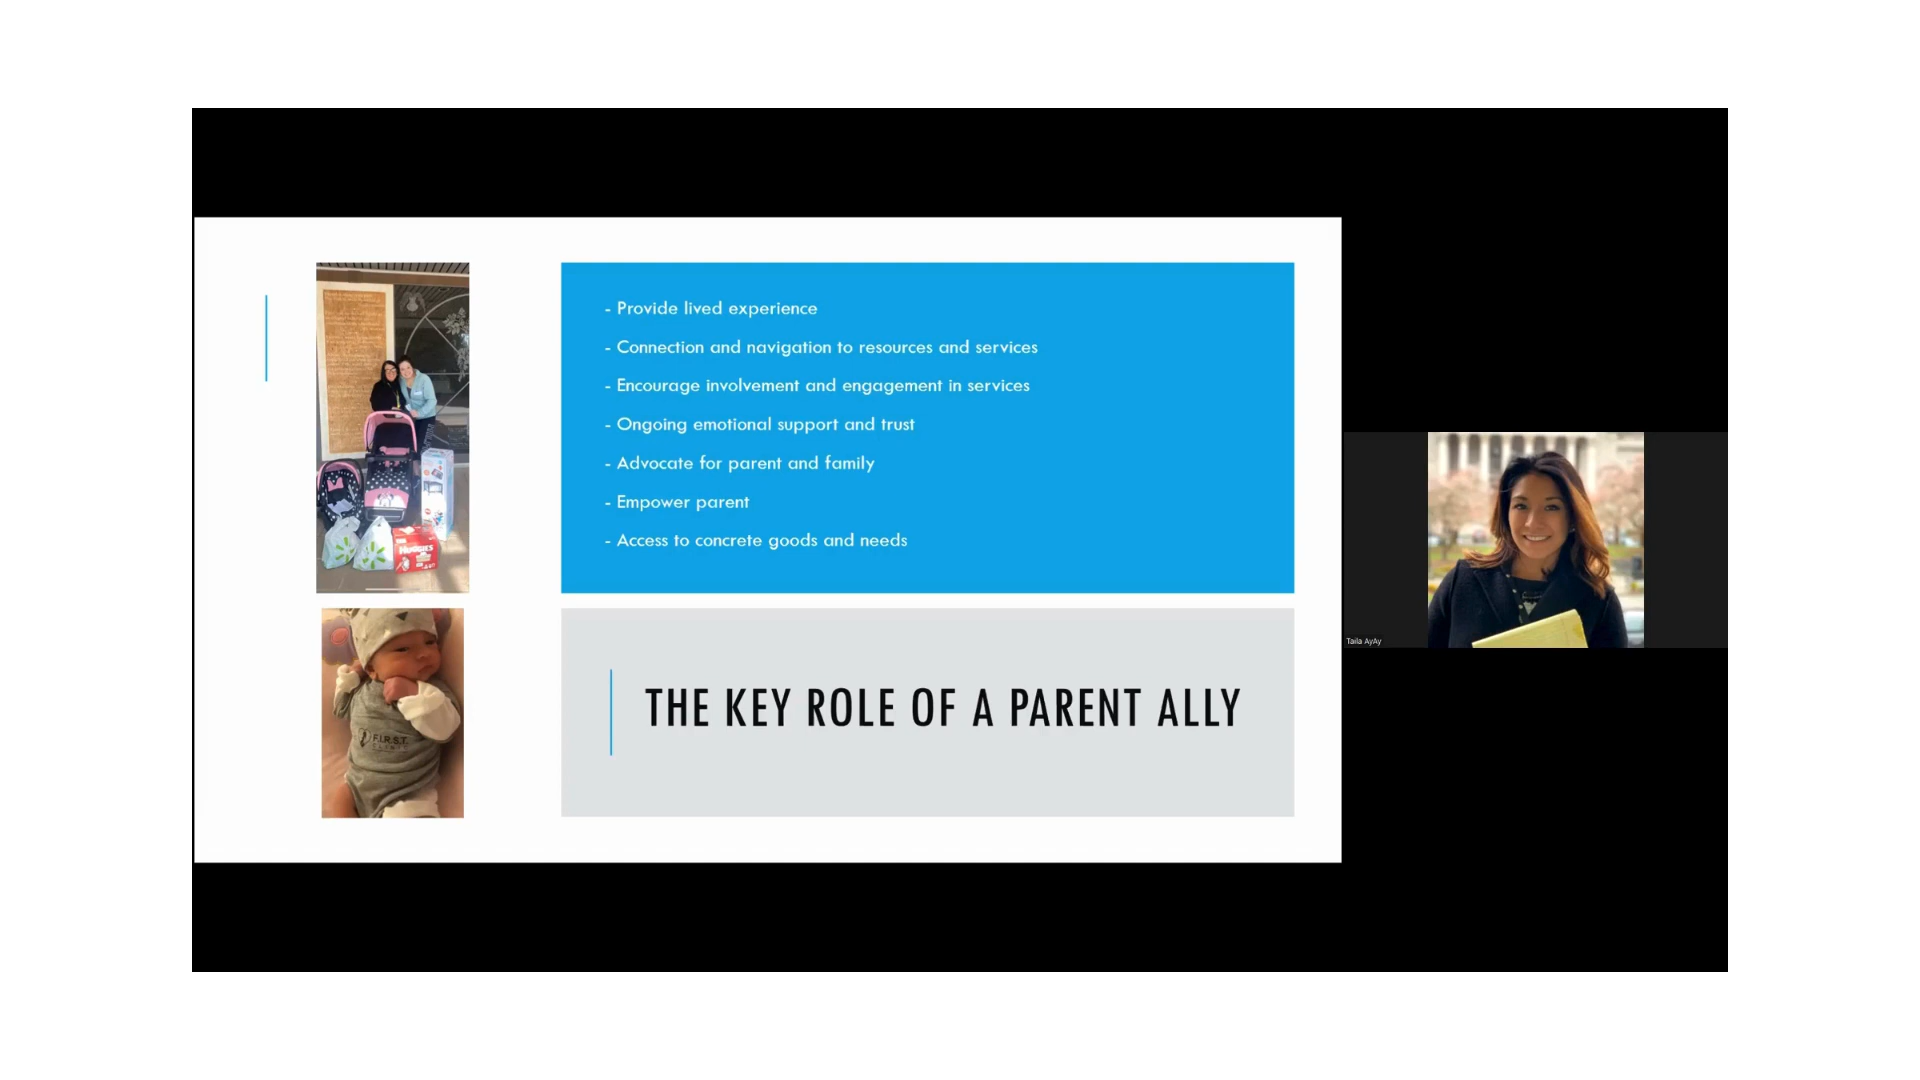 - Provide lived experience
- Connection and navigation to resources and services
- Encourage involvement and engagement in services
- Ongoing emotional support and trust
- Advocate for parent and family
- Empower parent
- Access to concrete goods and needs
HUGGIES
F.I.R.S.T.
CLINIC
THE KEY ROLE OF A PARENT ALLY
Taila AyAy